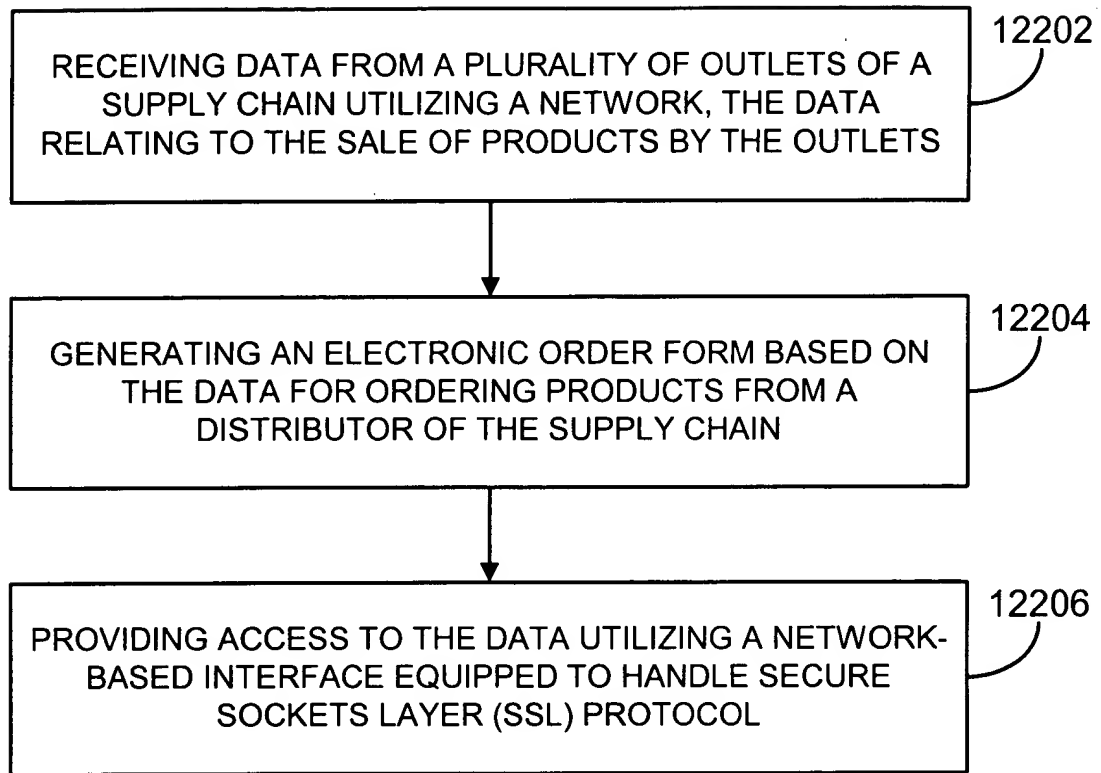 12202
RECEIVING DATA FROM A PLURALITY OF OUTLETS OF A
SUPPLY CHAIN UTILIZING A NETWORK, THE DATA
RELATING TO THE SALE OF PRODUCTS BY THE OUTLETS
12204
GENERATING AN ELECTRONIC ORDER FORM BASED ON
THE DATA FOR ORDERING PRODUCTS FROM A
DISTRIBUTOR OF THE SUPPLY CHAIN
12206
PROVIDING ACCESS TO THE DATA UTILIZING A NETWORK-
BASED INTERFACE EQUIPPED TO HANDLE SECURE
SOCKETS LAYER (SSL) PROTOCOL